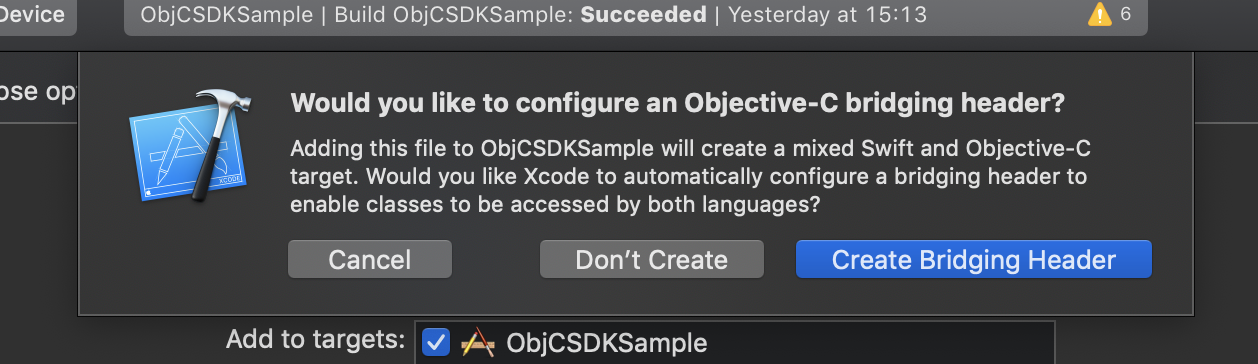 Device
ObjCSDKSample | Build ObjCSDKSample: Succeeded | Yesterday at 15:13
6
ose op
Would you like to configure an Objective-C bridging header?
Adding this file to ObjCSDKSample will create a mixed Swift and Objective-C
target. Would you like Xcode to automatically configure a bridging header to
enable classes to be accessed by both languages?
XCODE
Cancel
Don't Create
Create Bridging Header
Add to targets:
ObjCSDKSample